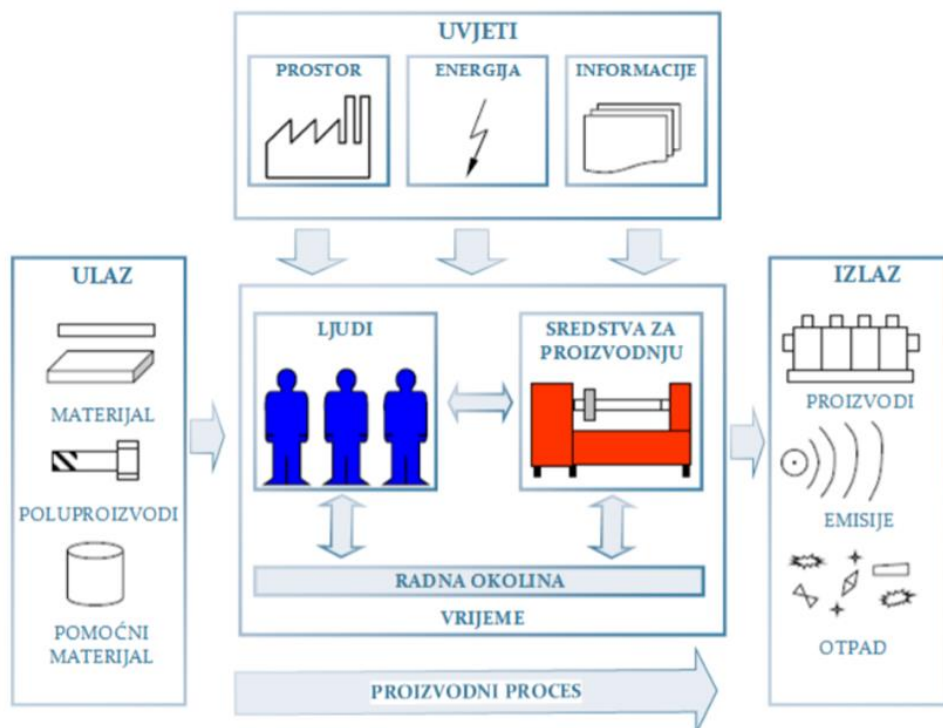 UVJETI
PROSTOR
ENERGIJA
INFORMACIJE
ULAZ
MATERIJAL
POLUPROIZVODI
POMOĆNI
MATERIJAL
LJUDI
SREDSTVA ZA
PROIZVODNJU
RADNA OKOLINA
VRIJEME
IZLAZ
PROIZVODI
EMISIJE
OTPAD
PROIZVODNI PROCES